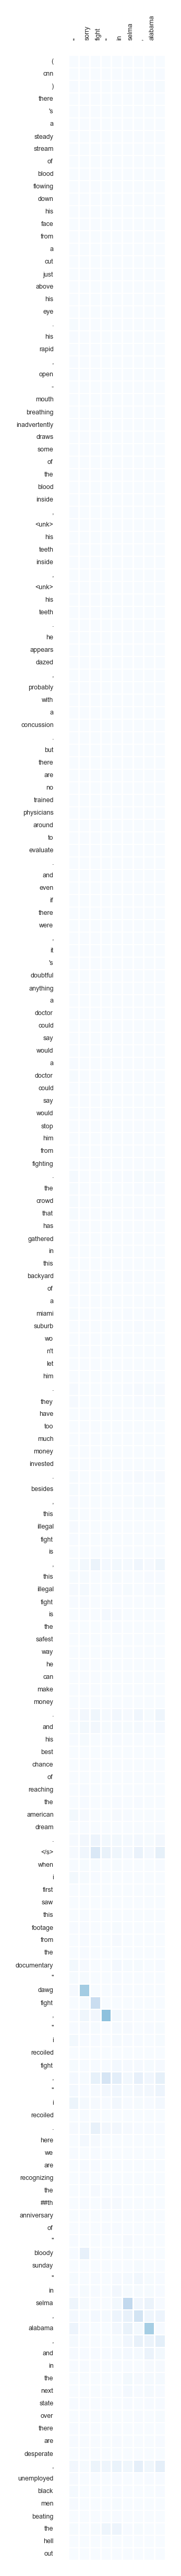 " sorry fight " in selma , alabama
(
cnn
)
there
's
a
steady
stream
of
blood
flowing
down
his
face
from
a
cut
just
above
his
eye
.
his
rapid
,
open
-
mouth
breathing
inadvertently
draws
some
of
the
blood
inside
,
<unk>
his
teeth
inside
,
<unk>
his
teeth
.
he
appears
dazed
,
probably
with
a
concussion
.
but
there
are
no
trained
physicians
around
to
evaluate
.
and
even
if
there
were
,
it
's
doubtful
anything
a
doctor
could
say
would
a
doctor
could
say
would
stop
him
from
fighting
.
the
crowd
that
has
gathered
in
this
backyard
of
a
miami
suburb
wo
n't
let
him
.
they
have
too
much
money
invested
.
besides
,
this
illegal
fight
is
,
this
illegal
fight
is
the
safest
way
he
can
make
money
.
and
his
best
chance
of
reaching
the
american
dream
.
</s>
when
i
first
saw
this
footage
from
the
documentary
"
dawg
fight
,
"
i
recoiled
fight
,
"
i
recoiled
.
here
we
are
recognizing
the
##th
anniversary
of
"
bloody
sunday
"
in
selma
,
alabama
,
and
in
the
next
state
over
there
are
desperate
,
unemployed
black
men
beating
the
hell
out